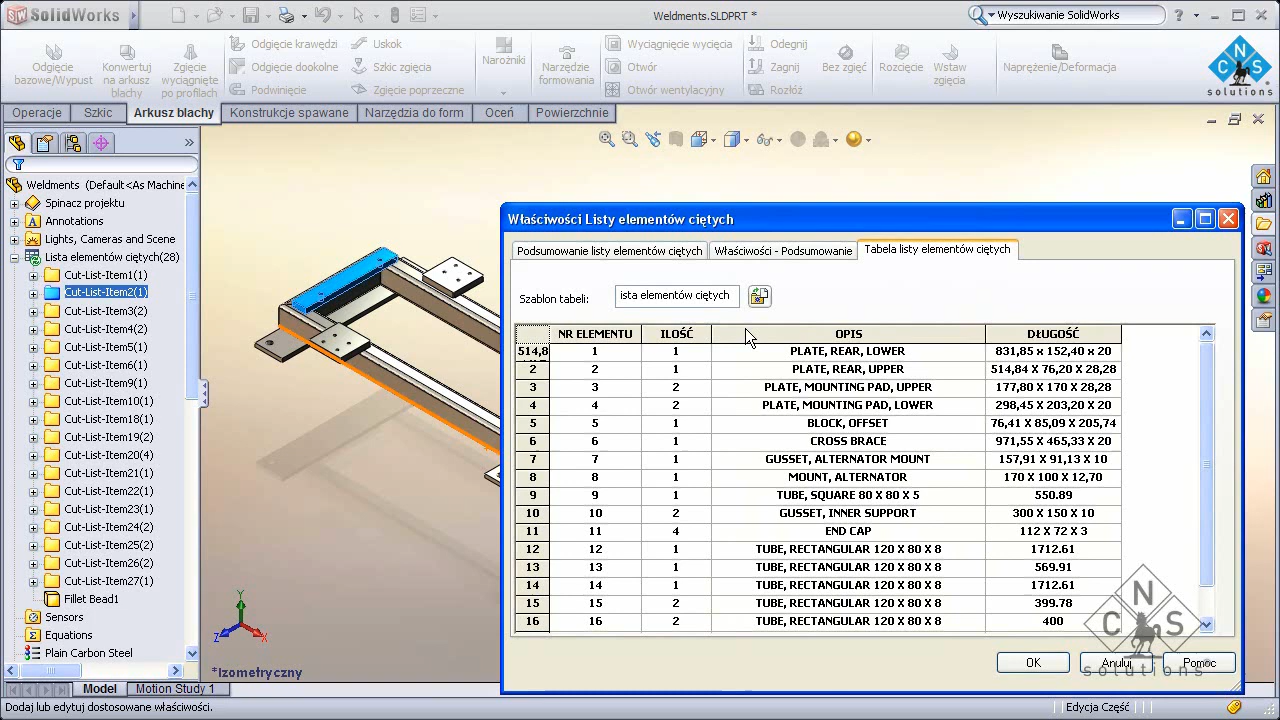 SolidWorks
Weldments.SLDPRT *
Wyszukiwanie SolidWorks
Odgięcie bazowe/Wypust
Konwertuj na arkusz blachy
Zgięcie wyciągnięte po profilach
Odgięcie krawędzi
Odgięcie dookolne
Podwinięcie
Uskok
Szkic zgięcia
Zgięcie poprzeczne
Narożniki
Narzędzie formowania
Wyciągnięcie wycięcia
Otwór
Otwór wentylacyjny
Odegnij
Zagnij
Rozłóż
Bez zgięć
Rozcięcie
Wstaw zgięcia
Naprężenie/Deformacja
N
C S
solutions
Operacje
Szkic
Arkusz blachy
Konstrukcje spawane
Narzędzia do form
Oceń
Powierzchnie
Weldments (Default<As Machine
Spinacz projektu
Annotations
Lights, Cameras and Scene
Lista elementów ciętych(28)
Cut-List-Item1(1)
Cut-List-Item2(1)
Cut-List-Item3(2)
Cut-List-Item4(2)
Cut-List-Item5(1)
Cut-List-Item6(1)
Cut-List-Item9(1)
Cut-List-Item10(1)
Cut-List-Item18(1)
Cut-List-Item19(2)
Cut-List-Item20(4)
Cut-List-Item21(1)
Cut-List-Item22(1)
Cut-List-Item23(1)
Cut-List-Item24(2)
Cut-List-Item25(2)
Cut-List-Item26(2)
Cut-List-Item27(1)
Fillet Bead1
Sensors
Equations
Plain Carbon Steel
Y
Z X
*Izometryczny
Właściwości Listy elementów ciętych
Podsumowanie listy elementów ciętych
Właściwości - Podsumowanie
Tabela listy elementów ciętych
Szablon tabeli:
ista elementów ciętych
NR ELEMENTU ILOŚĆ OPIS DŁUGOŚĆ
514,8 1 1 PLATE, REAR, LOWER 831,85 x 152,40 x 20
2 2 1 PLATE, REAR, UPPER 514,84 X 76,20 X 28,28
3 3 2 PLATE, MOUNTING PAD, UPPER 177,80 X 170 X 28,28
4 4 2 PLATE, MOUNTING PAD, LOWER 298,45 X 203,20 X 20
5 5 1 BLOCK, OFFSET 76,41 X 85,09 X 205,74
6 6 1 CROSS BRACE 971,55 X 465,33 X 20
7 7 1 GUSSET, ALTERNATOR MOUNT 157,91 X 91,13 X 10
8 8 1 MOUNT, ALTERNATOR 170 X 100 X 12,70
9 9 1 TUBE, SQUARE 80 X 80 X 5 550.89
10 10 2 GUSSET, INNER SUPPORT 300 X 150 X 10
11 11 4 END CAP 112 X 72 X 3
12 12 1 TUBE, RECTANGULAR 120 X 80 X 8 1712.61
13 13 1 TUBE, RECTANGULAR 120 X 80 X 8 569.91
14 14 1 TUBE, RECTANGULAR 120 X 80 X 8 1712.61
15 15 2 TUBE, RECTANGULAR 120 X 80 X 8 399.78
16 16 2 TUBE, RECTANGULAR 120 X 80 X 8 400
OK
Anuluj
Pomoc
N
C S
solutions
Model
Motion Study 1
Dodaj lub edytuj dostosowane właściwości.
Edycja Część